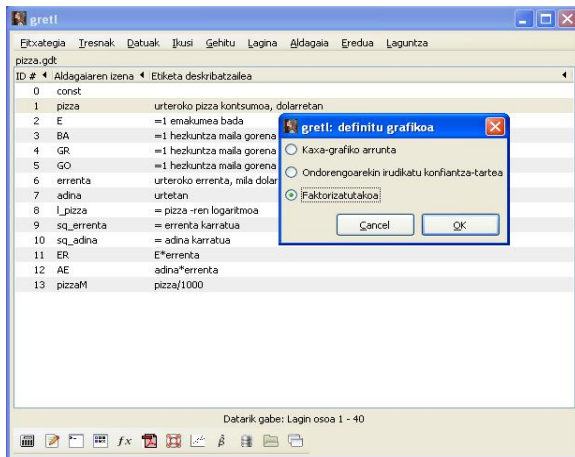 gretl
Eitxategia Tresnak Datuak Ikusi Gehitu Lagina Aldagaia Eredua Laguntza
pizza.gdt
ID # Aldagaiaren izena Etiketa deskribatzailea
0 const
1 pizza urteroko pizza kontsumoa, dolarretan
2 E =1 emakumea bada
3 BA =1 hezkuntza maila gorena
4 GR =1 hezkuntza maila gorena
5 GO =1 hezkuntza maila gorena
6 errenta urteroko errenta, mila dolar
7 adina urtetan
8 l_pizza = pizza -ren logaritmoa
9 sq_errenta = errenta karratua
10 sq_adina = adina karratua
11 ER E*errenta
12 AE adina*errenta
13 pizzaM pizza/1000
gretl: definitu grafikoa
Kaxa-grafiko arrunta
Ondorengoarekin irudikatu konfiantza-tartea
Faktorizatutakoa
Cancel OK
Datarik gabe: Lagin osoa 1 - 40
fx β̂